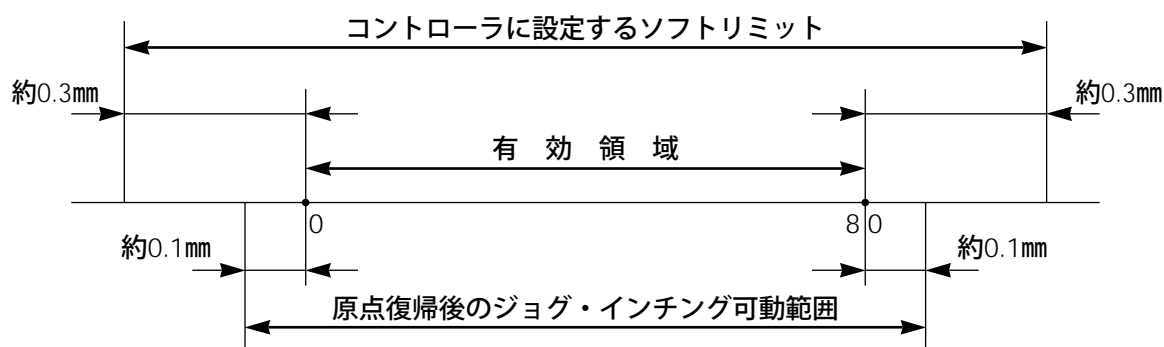 コントローラに設定するソフトリミット
約0.3㎜
約0.3㎜
有効領域
0
80
約0.1㎜
約0.1㎜
原点復帰後のジョグ・インチング可動範囲